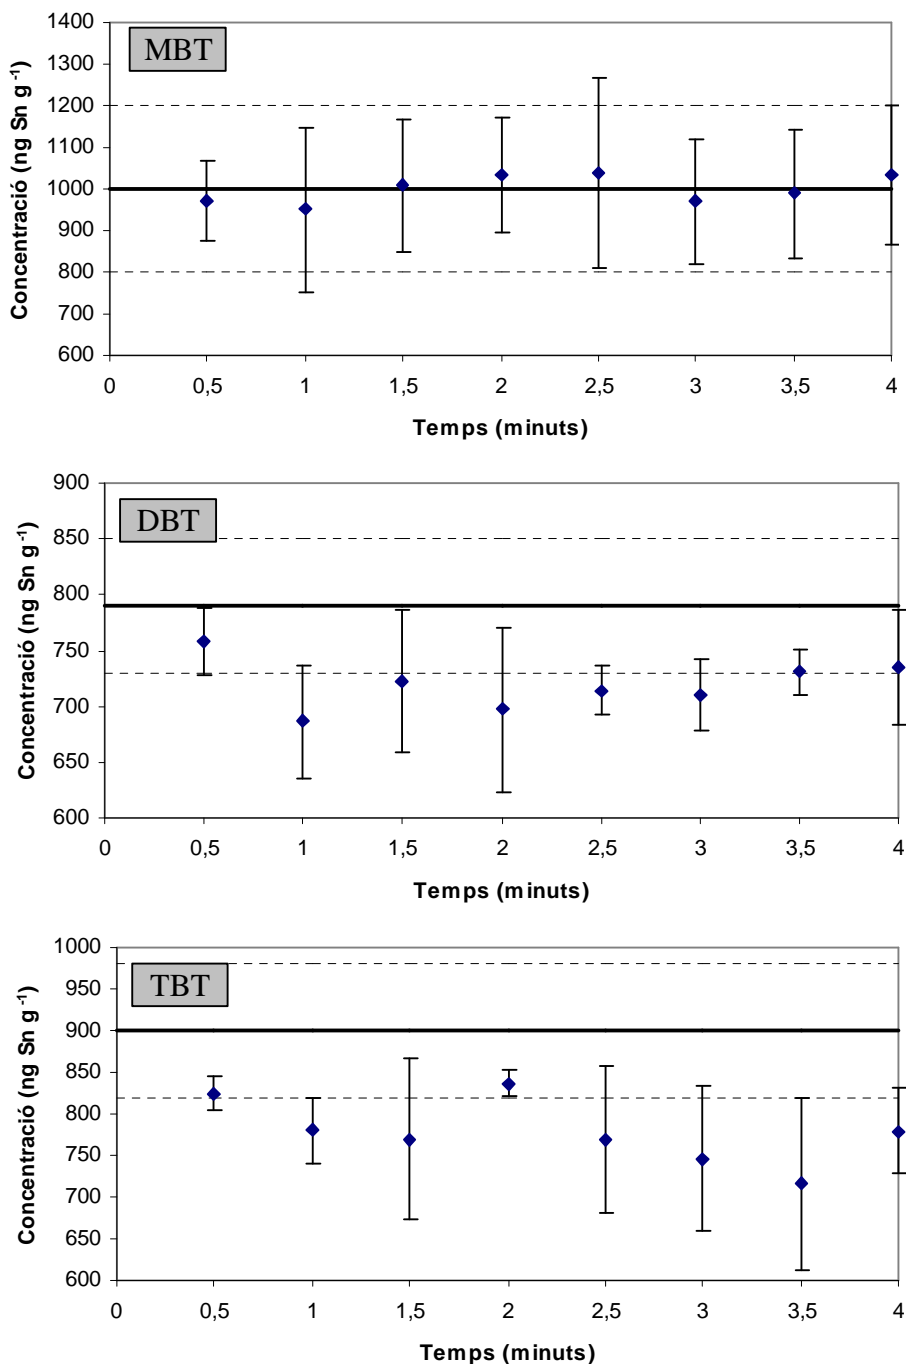 MBT
Concentració (ng Sn g⁻¹)
1400
1300
1200
1100
1000
900
800
700
600
0 0,5 1 1,5 2 2,5 3 3,5 4
Temps (minuts)
DBT
Concentració (ng Sn g⁻¹)
900
850
800
750
700
650
600
0 0,5 1 1,5 2 2,5 3 3,5 4
Temps (minuts)
TBT
Concentració (ng Sn g⁻¹)
1000
950
900
850
800
750
700
650
600
0 0,5 1 1,5 2 2,5 3 3,5 4
Temps (minuts)